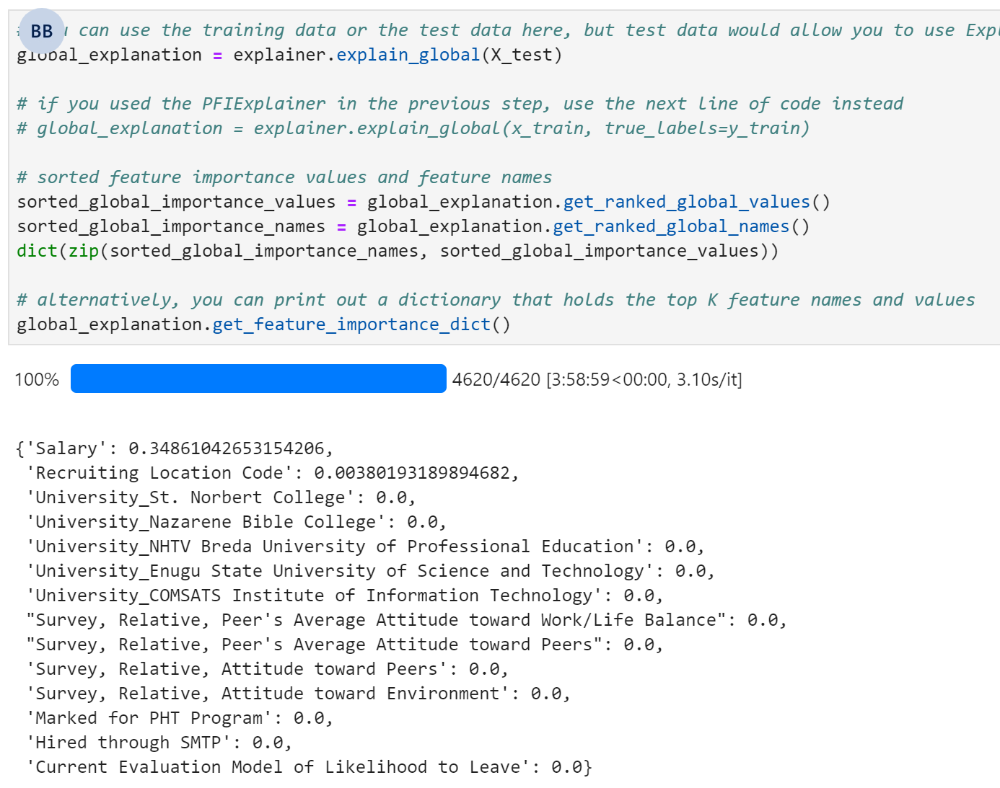 BB
can use the training data or the test data here, but test data would allow you to use
global_explanation = explainer.explain_global(X_test)
# if you used the PFIExplainer in the previous step, use the next line of code instead
# global_explanation = explainer.explain_global(x_train, true_labels=y_train)
# sorted feature importance values and feature names
sorted_global_importance_values = global_explanation.get_ranked_global_values()
sorted_global_importance_names = global_explanation.get_ranked_global_names()
dict(zip(sorted_global_importance_names, sorted_global_importance_values))
# alternatively, you can print out a dictionary that holds the top K feature names and values
global_explanation.get_feature_importance_dict()
100% 4620/4620 [3:58:59<00:00, 3.10s/it]
{'Salary': 0.34861042653154206,
'Recruiting Location Code': 0.00380193189894682,
'University_St. Norbert College': 0.0,
'University_Nazarene Bible College': 0.0,
'University_NHTV Breda University of Professional Education': 0.0,
'University_Enugu State University of Science and Technology': 0.0,
'University_COMSATS Institute of Information Technology': 0.0,
"Survey, Relative, Peer's Average Attitude toward Work/Life Balance": 0.0,
"Survey, Relative, Peer's Average Attitude toward Peers": 0.0,
'Survey, Relative, Attitude toward Peers': 0.0,
'Survey, Relative, Attitude toward Environment': 0.0,
'Marked for PHT Program': 0.0,
'Hired through SMTP': 0.0,
'Current Evaluation Model of Likelihood to Leave': 0.0}